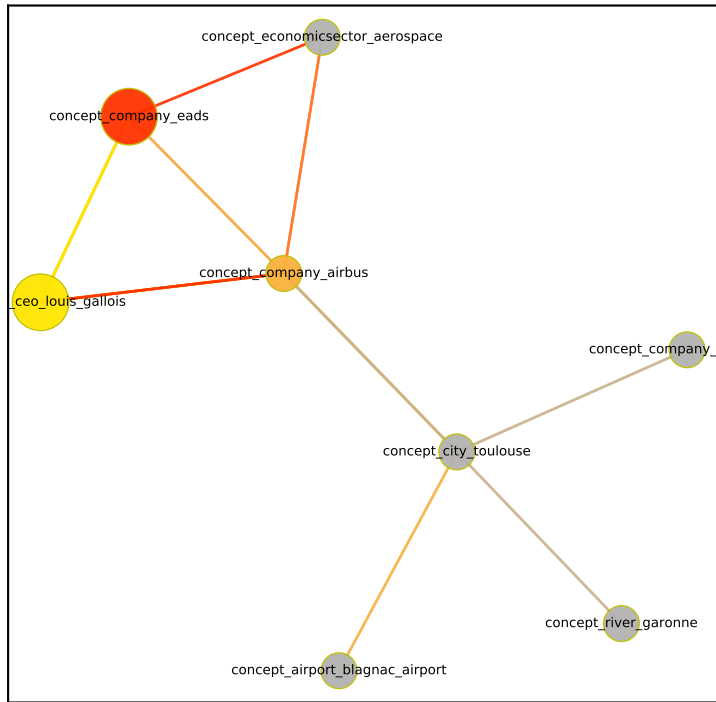 concept_economicsector_aerospace
concept_company_eads
concept_company_airbus
_ceo_louis_gallois
concept_company_
concept_city_toulouse
concept_river_garonne
concept_airport_blagnac_airport